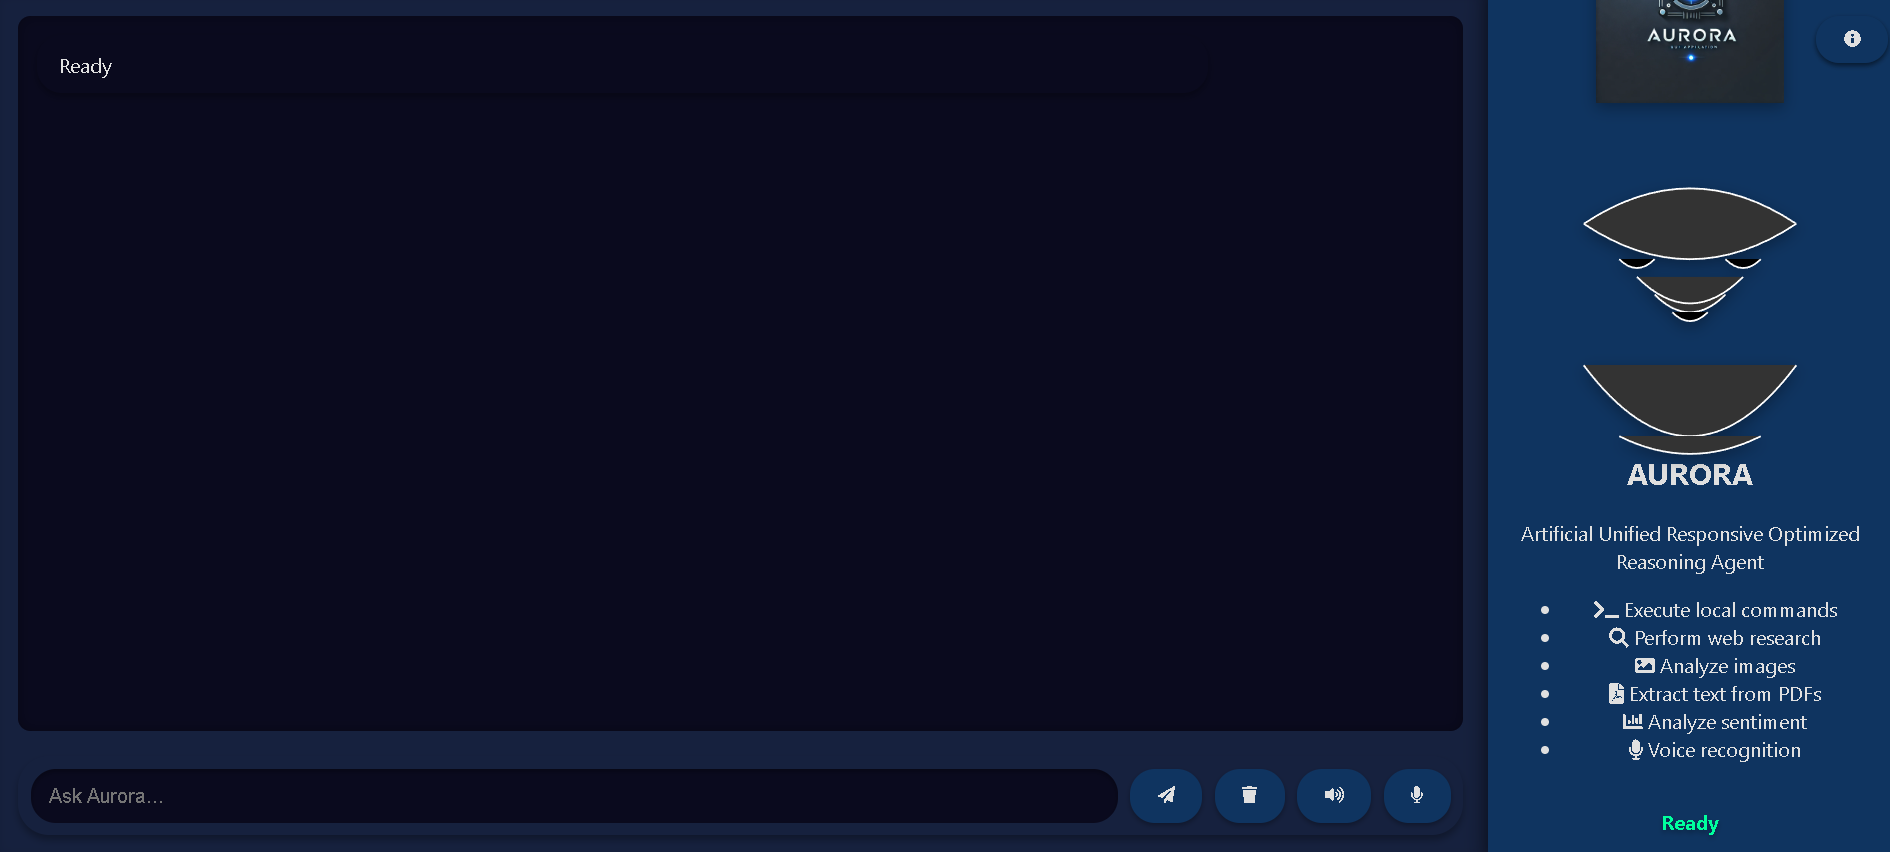 Ready
AURORA
AURORA
Artificial Unified Responsive Optimized
Reasoning Agent
Execute local commands
Perform web research
Analyze images
Extract text from PDFs
Analyze sentiment
Voice recognition
Ask Aurora...
Ready